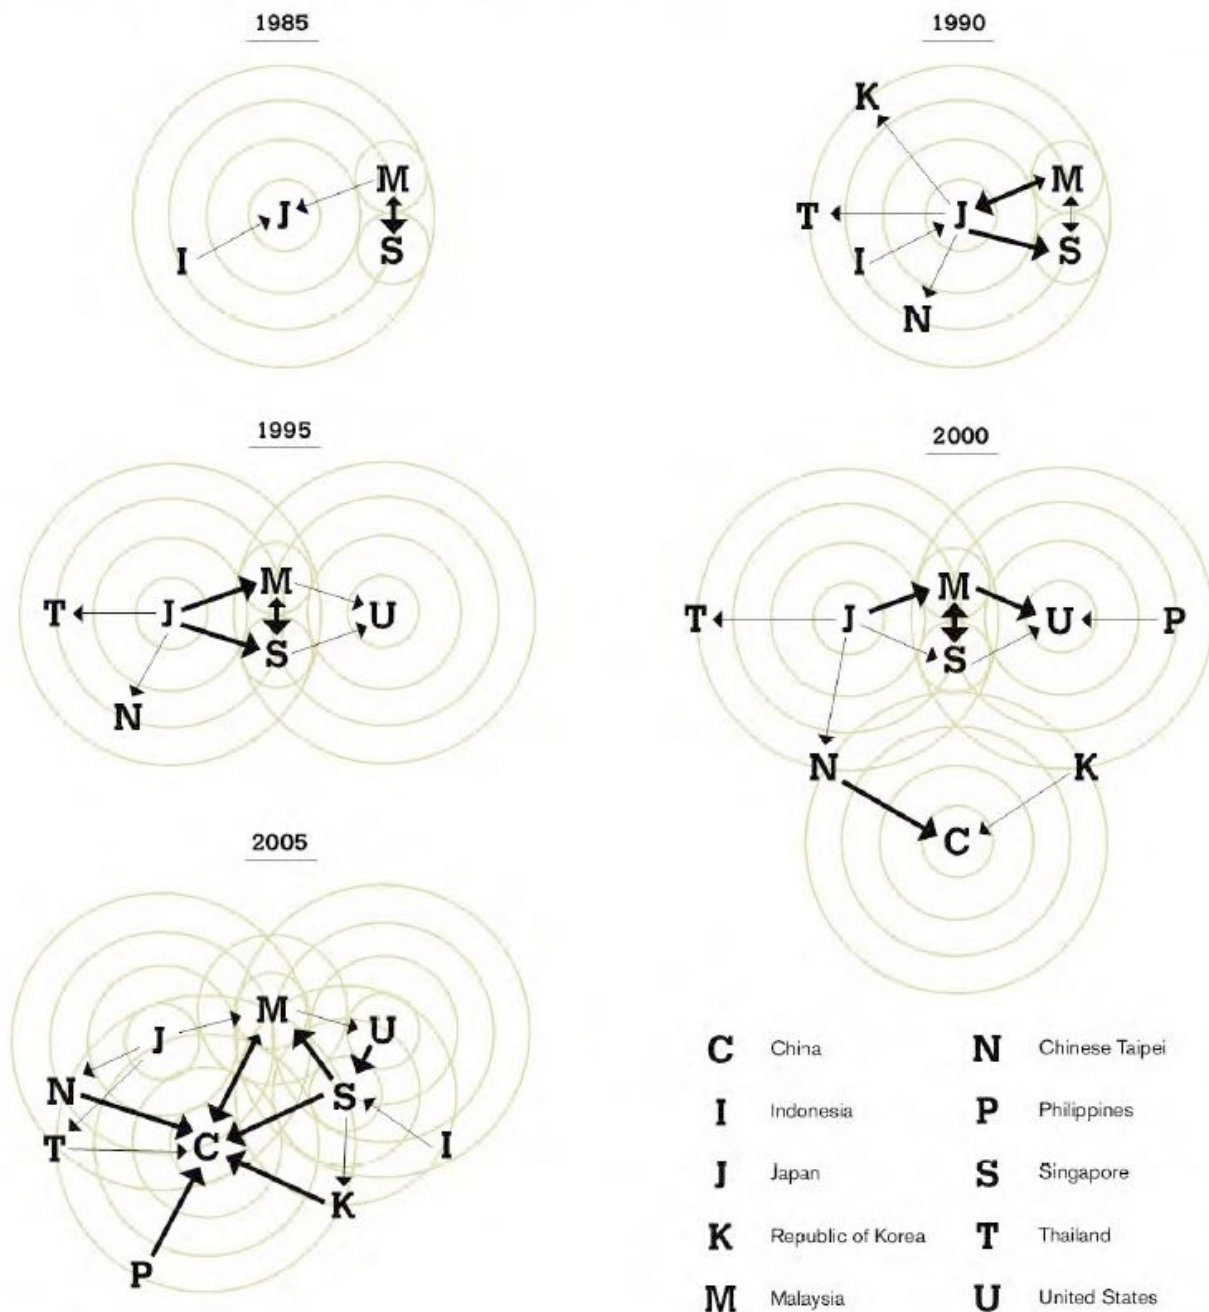 1985
M
J
S
I
1990
K
M
T
J
I
S
N
1995
M
T
J
U
S
N
2000
M
T
J
U
P
S
N
K
C
2005
M
J
U
N
S
T
C
I
K
P
C China
N Chinese Taipei
I Indonesia
P Philippines
J Japan
S Singapore
K Republic of Korea
T Thailand
M Malaysia
U United States